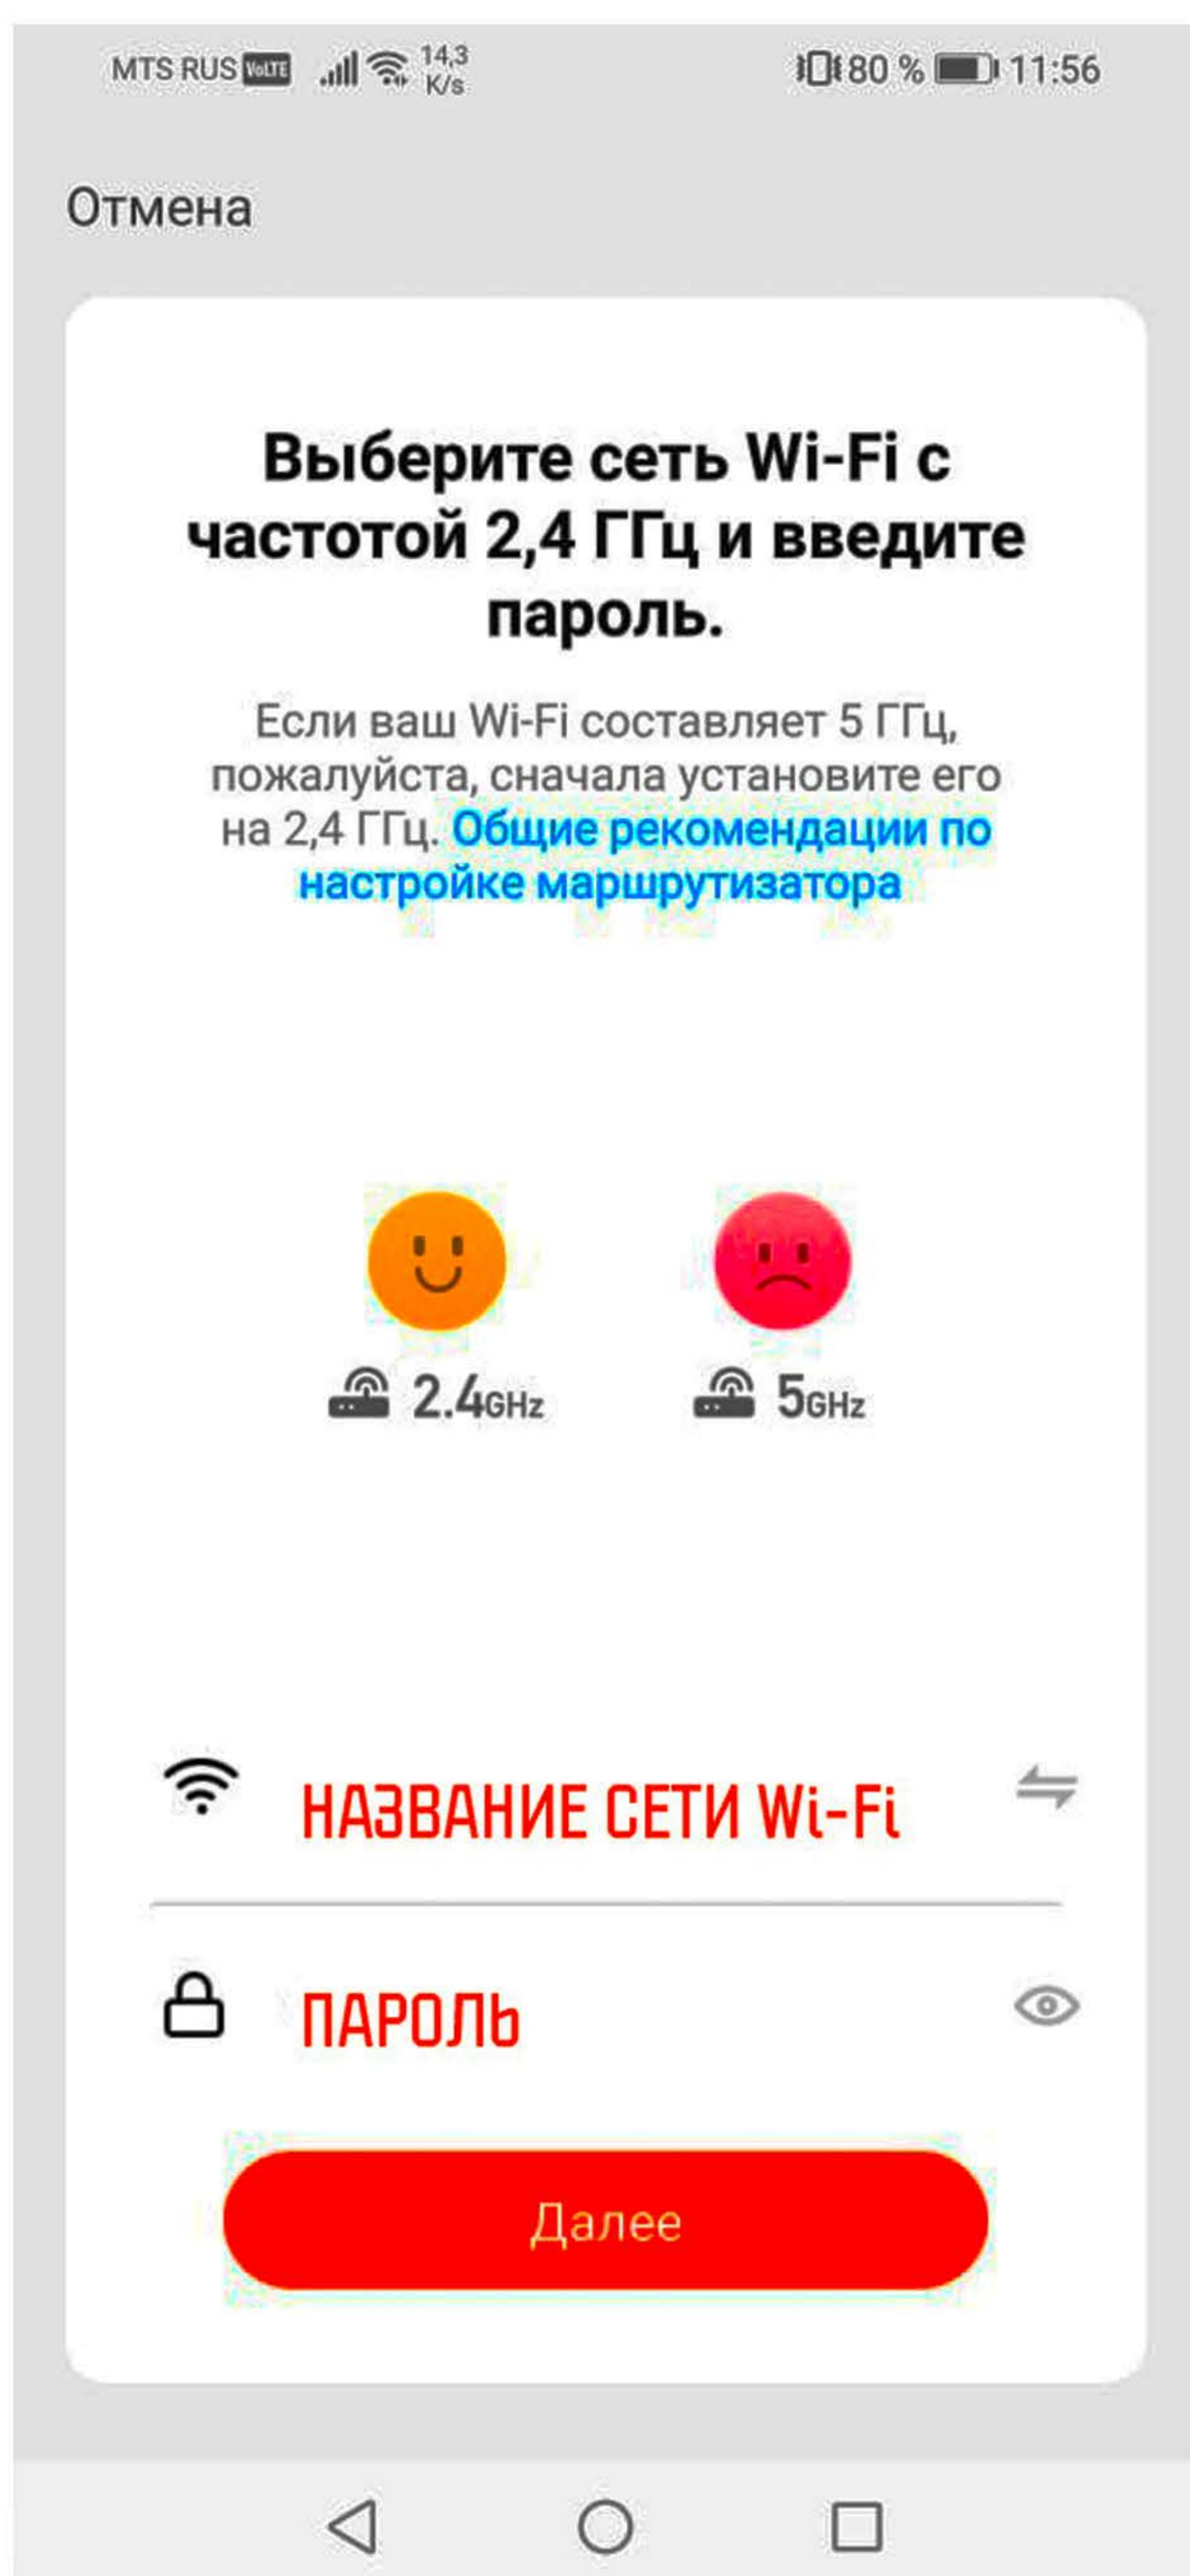 MTS RUS VoLTE 14,3 K/s 80 % 11:56
Отмена
Выберите сеть Wi-Fi с
частотой 2,4 ГГц и введите
пароль.
Если ваш Wi-Fi составляет 5 ГГц,
пожалуйста, сначала установите его
на 2,4 ГГц. Общие рекомендации по
настройке маршрутизатора
2.4GHz 5GHz
НАЗВАНИЕ СЕТИ Wi-Fi
ПАРОЛЬ
Далее